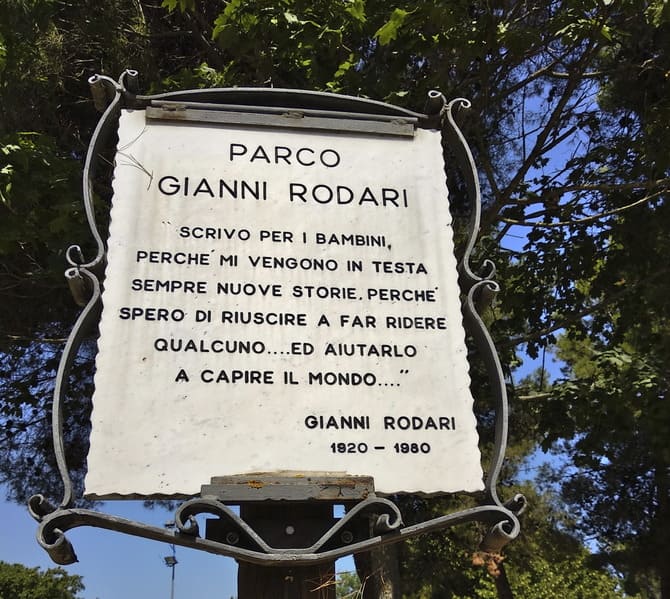 PARCO
GIANNI RODARI
"SCRIVO PER I BAMBINI,
PERCHE' MI VENGONO IN TESTA
SEMPRE NUOVE STORIE. PERCHE'
SPERO DI RIUSCIRE A FAR RIDERE
QUALCUNO....ED AIUTARLO
A CAPIRE IL MONDO...."
GIANNI RODARI
1920 - 1980